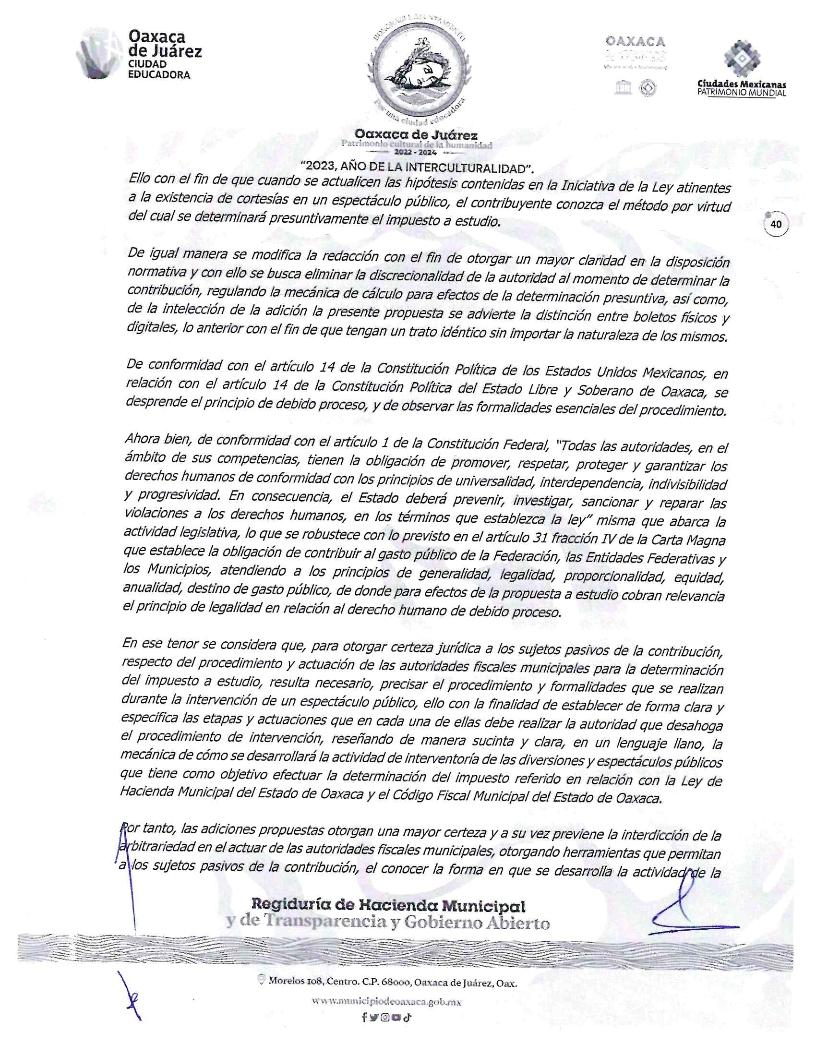 Oaxaca
de Juárez
CIUDAD
EDUCADORA
OAXACA
Ciudades Mexicanas
PATRIMONIO MUNDIAL
Por una ciudad educadora
Oaxaca de Juárez
Patrimonio cultural de la humanidad
2022 - 2024
"2023, AÑO DE LA INTERCULTURALIDAD".
40
Ello con el fin de que cuando se actualicen las hipótesis contenidas en la Iniciativa de la Ley atinentes
a la existencia de cortesías en un espectáculo público, el contribuyente conozca el método por virtud
del cual se determinará presuntivamente el impuesto a estudio.
De igual manera se modifica la redacción con el fin de otorgar un mayor claridad en la disposición
normativa y con ello se busca eliminar la discrecionalidad de la autoridad al momento de determinar la
contribución, regulando la mecánica de cálculo para efectos de la determinación presuntiva, así como,
de la intelección de la adición la presente propuesta se advierte la distinción entre boletos físicos y
digitales, lo anterior con el fin de que tengan un trato idéntico sin importar la naturaleza de los mismos.
De conformidad con el artículo 14 de la Constitución Política de los Estados Unidos Mexicanos, en
relación con el artículo 14 de la Constitución Política del Estado Libre y Soberano de Oaxaca, se
desprende el principio de debido proceso, y de observar las formalidades esenciales del procedimiento.
Ahora bien, de conformidad con el artículo 1 de la Constitución Federal, "Todas las autoridades, en el
ámbito de sus competencias, tienen la obligación de promover, respetar, proteger y garantizar los
derechos humanos de conformidad con los principios de universalidad, interdependencia, indivisibilidad
y progresividad. En consecuencia, el Estado deberá prevenir, investigar, sancionar y reparar las
violaciones a los derechos humanos, en los términos que establezca la ley" misma que abarca la
actividad legislativa, lo que se robustece con lo previsto en el artículo 31 fracción IV de la Carta Magna
que establece la obligación de contribuir al gasto público de la Federación, las Entidades Federativas y
los Municipios, atendiendo a los principios de generalidad, legalidad, proporcionalidad, equidad,
anualidad, destino de gasto público, de donde para efectos de la propuesta a estudio cobran relevancia
el principio de legalidad en relación al derecho humano de debido proceso.
En ese tenor se considera que, para otorgar certeza jurídica a los sujetos pasivos de la contribución,
respecto del procedimiento y actuación de las autoridades fiscales municipales para la determinación
del impuesto a estudio, resulta necesario, precisar el procedimiento y formalidades que se realizan
durante la intervención de un espectáculo público, ello con la finalidad de establecer de forma clara y
específica las etapas y actuaciones que en cada una de ellas debe realizar la autoridad que desahoga
el procedimiento de intervención, reseñando de manera sucinta y clara, en un lenguaje llano, la
mecánica de cómo se desarrollará la actividad de interventoría de las diversiones y espectáculos públicos
que tiene como objetivo efectuar la determinación del impuesto referido en relación con la Ley de
Hacienda Municipal del Estado de Oaxaca y el Código Fiscal Municipal del Estado de Oaxaca.
Por tanto, las adiciones propuestas otorgan una mayor certeza y a su vez previene la interdicción de la
arbitrariedad en el actuar de las autoridades fiscales municipales, otorgando herramientas que permitan
a los sujetos pasivos de la contribución, el conocer la forma en que se desarrolla la actividad de la
Regiduría de Hacienda Municipal
y de Transparencia y Gobierno Abierto
Morelos 108, Centro. C.P. 68000, Oaxaca de Juárez, Oax.
www.municipiodeoaxaca.gob.mx